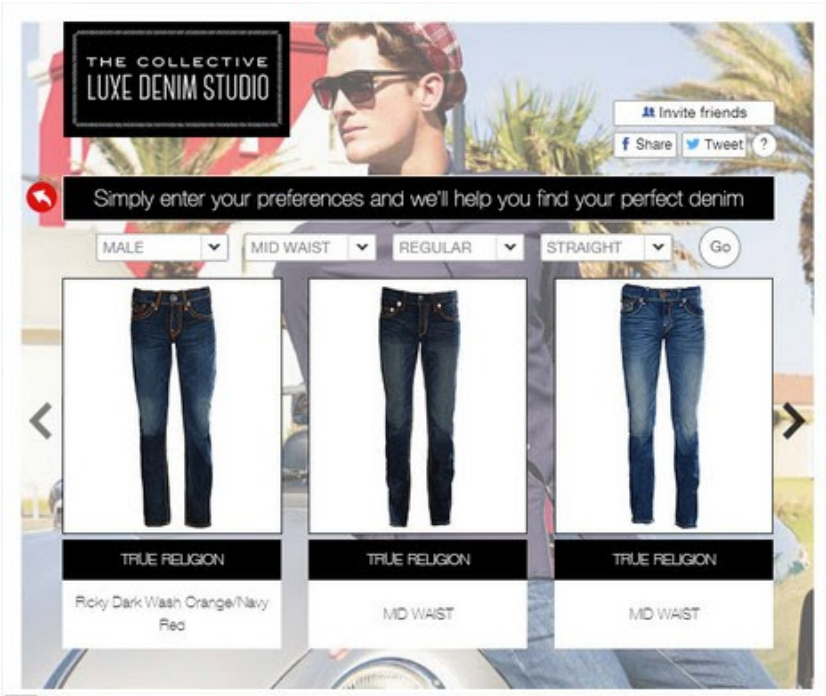 THE COLLECTIVE
LUXE DENIM STUDIO
Invite friends
Share
Tweet
?
Simply enter your preferences and we'll help you find your perfect denim
MALE
MID WAIST
REGULAR
STRAIGHT
Go
TRUE RELIGION
TRUE RELIGION
TRUE RELIGION
Ricky Dark Wash Orange/Navy
Red
MID WAIST
MID WAIST